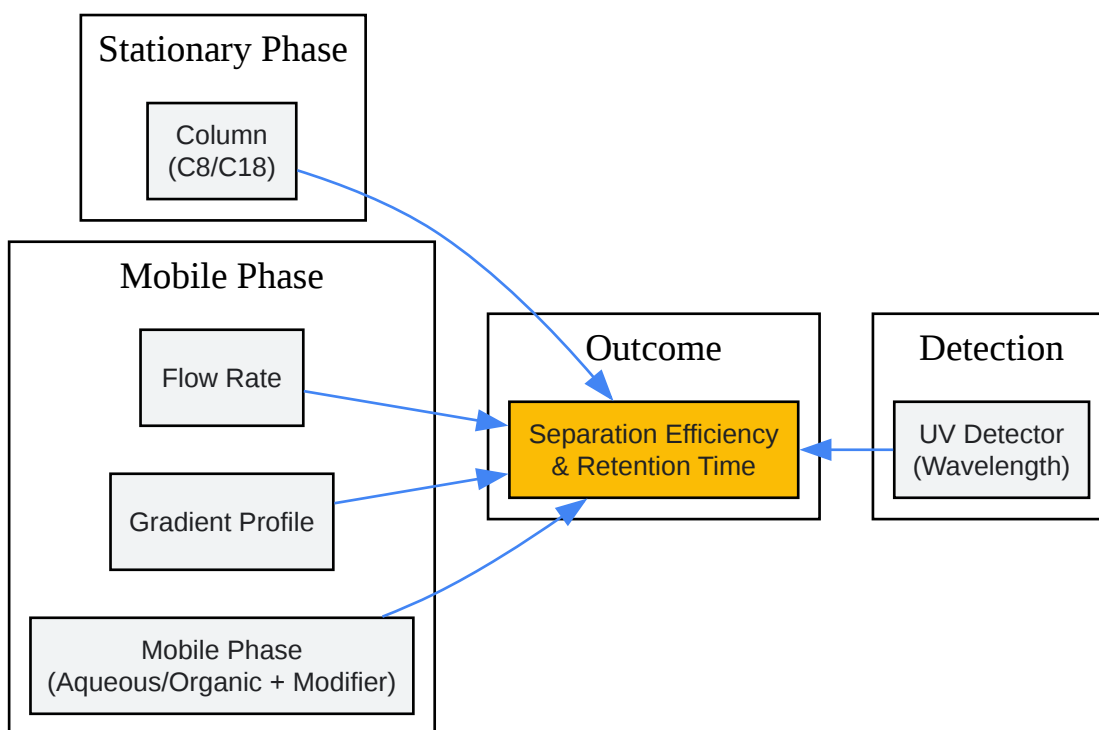 Stationary Phase
Column
(C8/C18)
Mobile Phase
Flow Rate
Gradient Profile
Mobile Phase
(Aqueous/Organic + Modifier)
Outcome
Separation Efficiency
& Retention Time
Detection
UV Detector
(Wavelength)